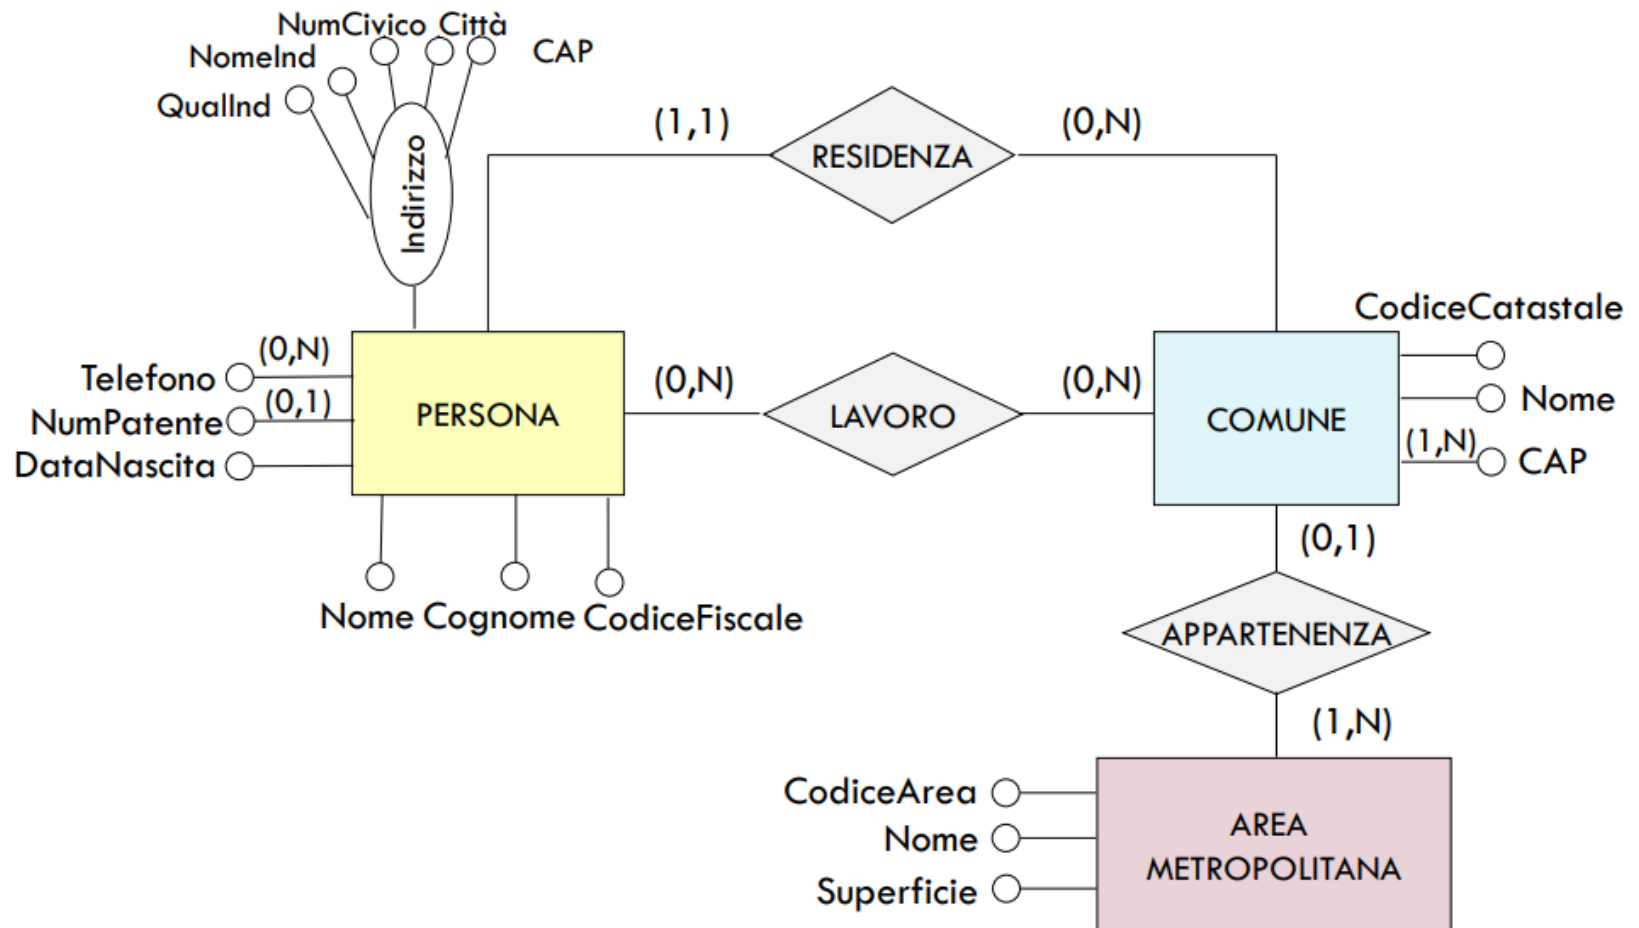 NumCivico Città
NomeInd
CAP
QualInd
Indirizzo
(1,1)
RESIDENZA
(0,N)
CodiceCatastale
Telefono
(0,N)
NumPatente
(0,1)
DataNascita
PERSONA
(0,N)
LAVORO
(0,N)
COMUNE
Nome
(1,N)
CAP
(0,1)
Nome Cognome CodiceFiscale
APPARTENENZA
(1,N)
CodiceArea
Nome
Superficie
AREA
METROPOLITANA